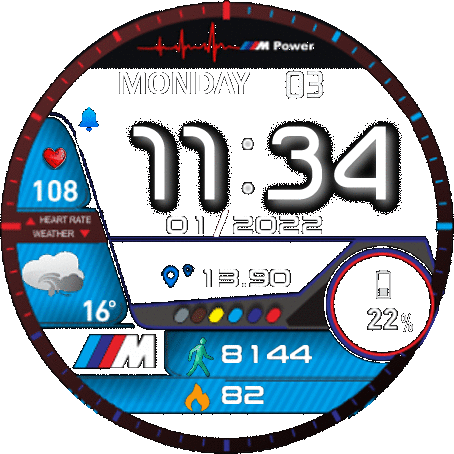 M Power
MONDAY 03
11:34
01/2022
108
HEART RATE
WEATHER
13.90
16°
22%
M
8144
82